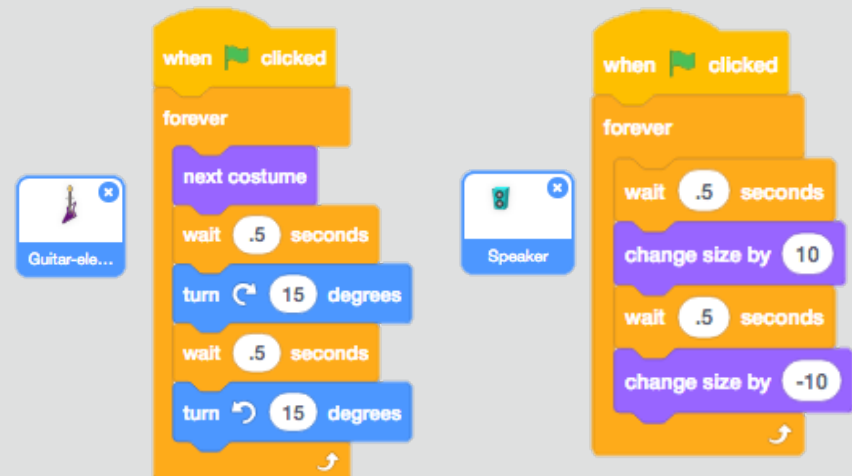 when clicked
forever
next costume
wait .5 seconds
turn 15 degrees
wait .5 seconds
turn 15 degrees
Guitar-ele...
when clicked
forever
wait .5 seconds
change size by 10
wait .5 seconds
change size by -10
Speaker